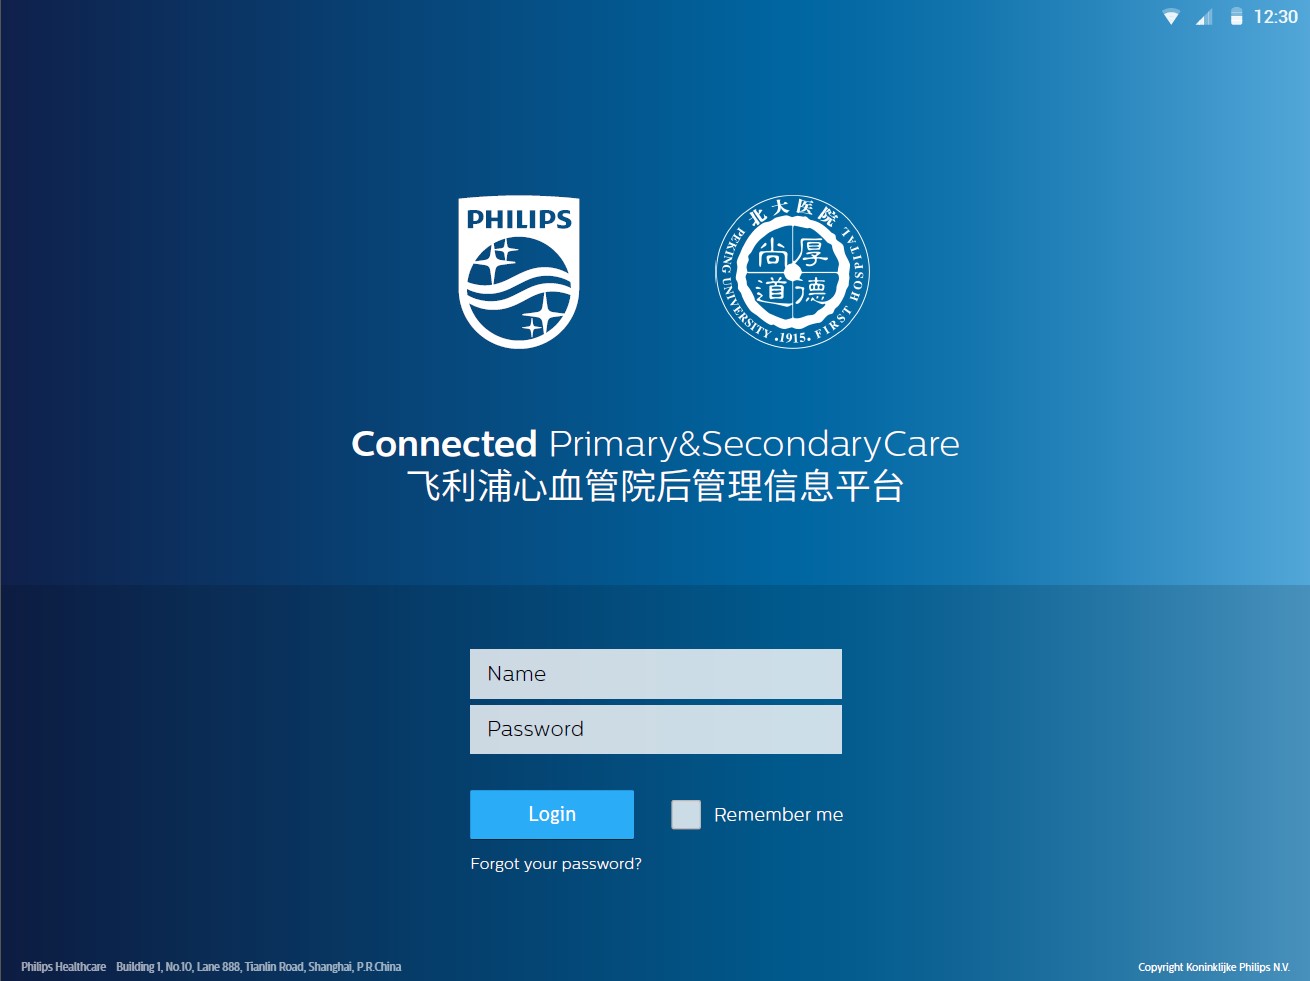 12:30
PHILIPS
北大医院
尚 厚
道 德
PEKING UNIVERSITY ·1915· FIRST HOSPITAL
Connected Primary&SecondaryCare
飞利浦心血管院后管理信息平台
Name
Password
Login
Remember me
Forgot your password?
Philips Healthcare Building 1, No.10, Lane 888, Tianlin Road, Shanghai, P.R.China
Copyright Koninklijke Philips N.V.